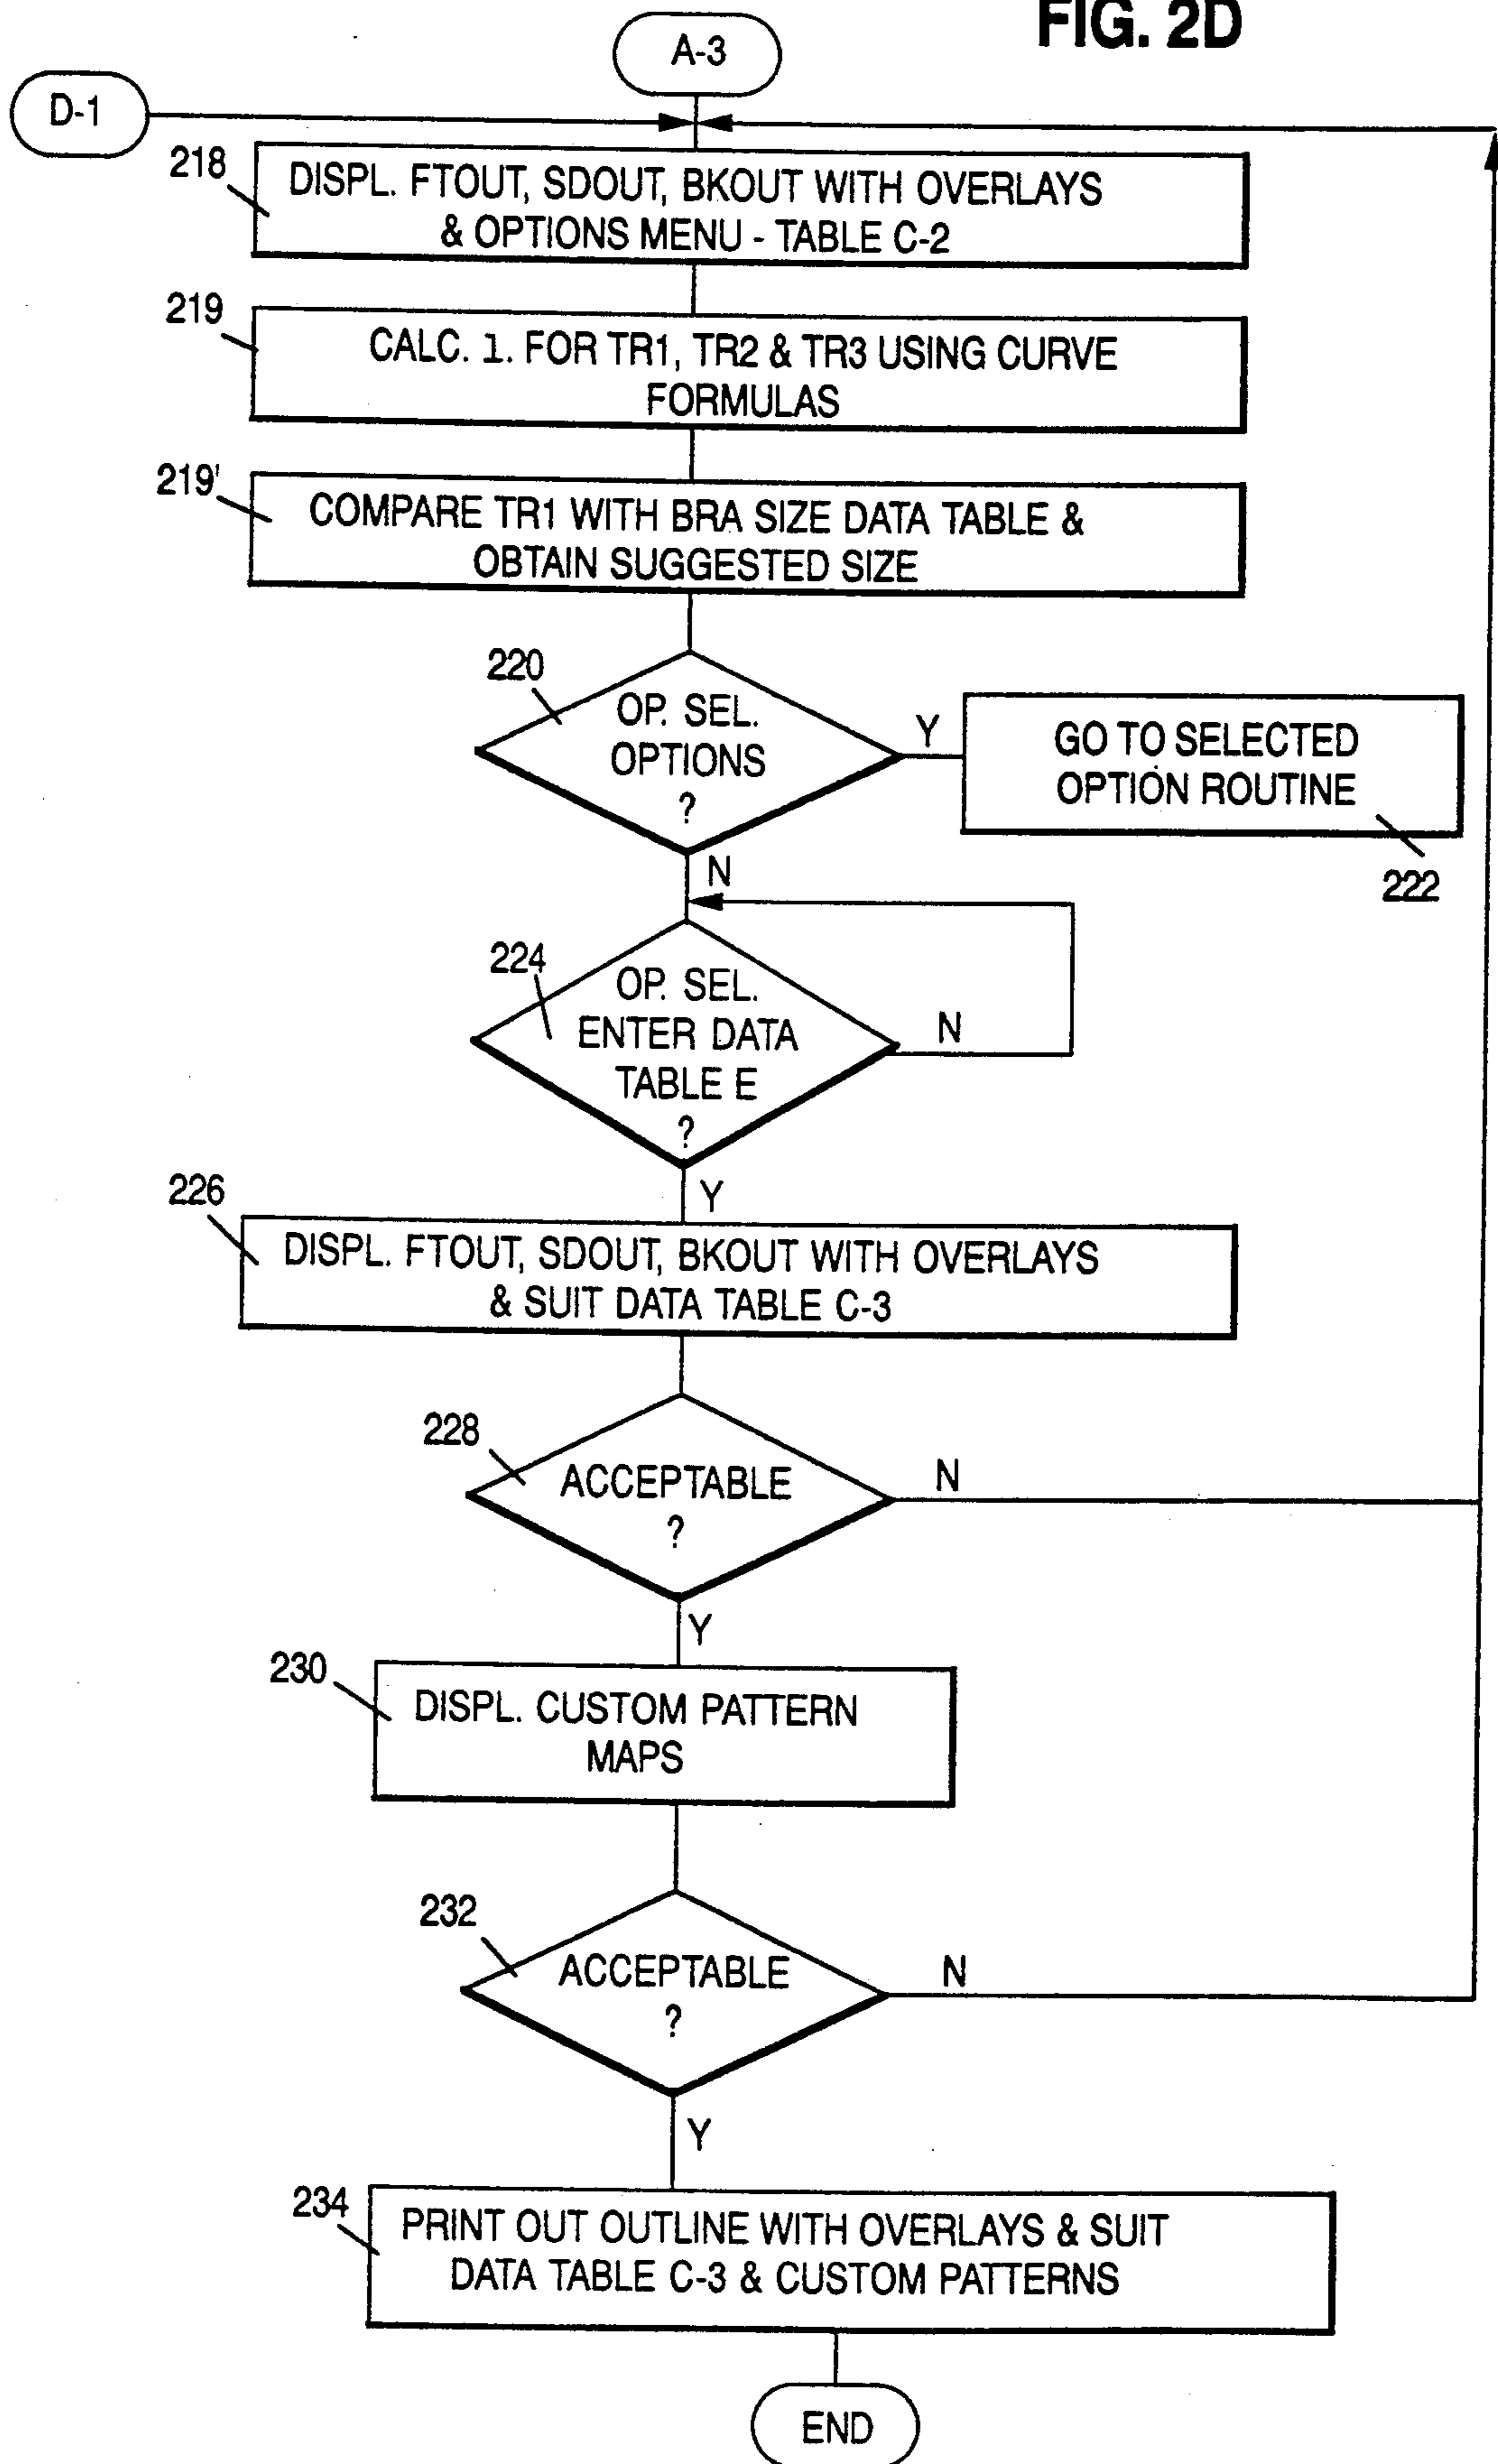 FIG. 2D
A-3
D-1
218
DISPL. FTOUT, SDOUT, BKOUT WITH OVERLAYS
& OPTIONS MENU - TABLE C-2
219
CALC. 1. FOR TR1, TR2 & TR3 USING CURVE
FORMULAS
219'
COMPARE TR1 WITH BRA SIZE DATA TABLE &
OBTAIN SUGGESTED SIZE
220
OP. SEL.
OPTIONS
?
Y
GO TO SELECTED
OPTION ROUTINE
222
N
224
OP. SEL.
ENTER DATA
TABLE E
?
N
Y
226
DISPL. FTOUT, SDOUT, BKOUT WITH OVERLAYS
& SUIT DATA TABLE C-3
228
ACCEPTABLE
?
N
Y
230
DISPL. CUSTOM PATTERN
MAPS
232
ACCEPTABLE
?
N
Y
234
PRINT OUT OUTLINE WITH OVERLAYS & SUIT
DATA TABLE C-3 & CUSTOM PATTERNS
END